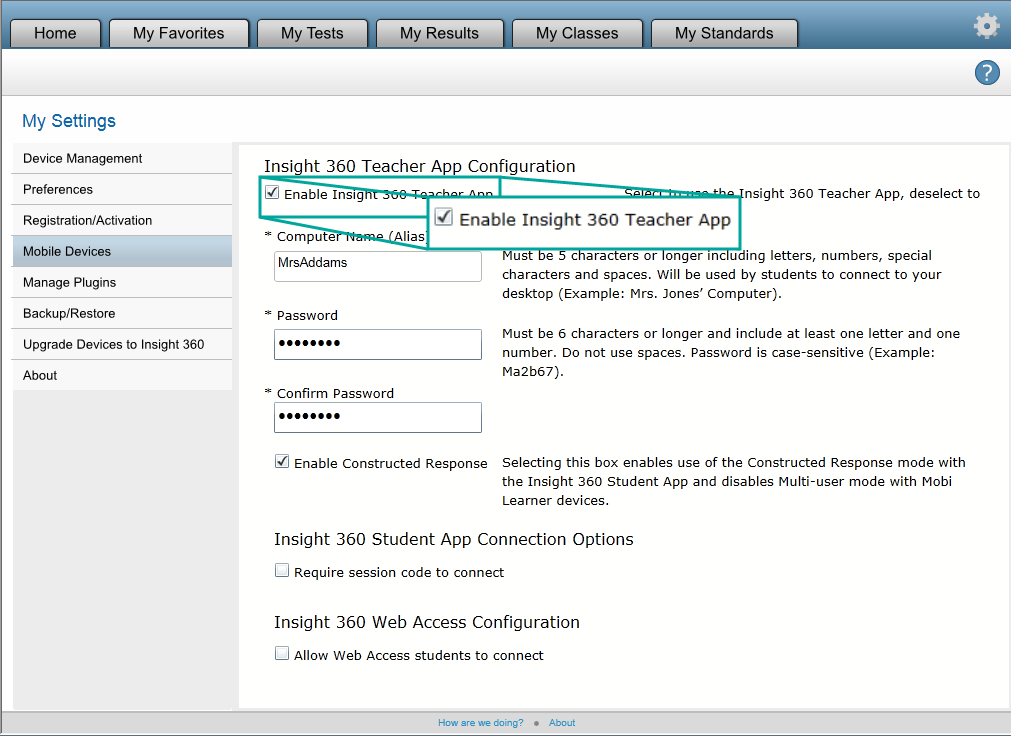 Home My Favorites My Tests My Results My Classes My Standards
?
My Settings
Device Management
Preferences
Registration/Activation
Mobile Devices
Manage Plugins
Backup/Restore
Upgrade Devices to Insight 360
About
Insight 360 Teacher App Configuration
Enable Insight 360 Teacher App
Select to use the Insight 360 Teacher App, deselect to
Enable Insight 360 Teacher App
* Computer Name (Alias)
MrsAddams
Must be 5 characters or longer including letters, numbers, special
characters and spaces. Will be used by students to connect to your
desktop (Example: Mrs. Jones’ Computer).
* Password
••••••••
Must be 6 characters or longer and include at least one letter and one
number. Do not use spaces. Password is case-sensitive (Example:
Ma2b67).
* Confirm Password
••••••••
Enable Constructed Response
Selecting this box enables use of the Constructed Response mode with
the Insight 360 Student App and disables Multi-user mode with Mobi
Learner devices.
Insight 360 Student App Connection Options
Require session code to connect
Insight 360 Web Access Configuration
Allow Web Access students to connect
How are we doing? • About